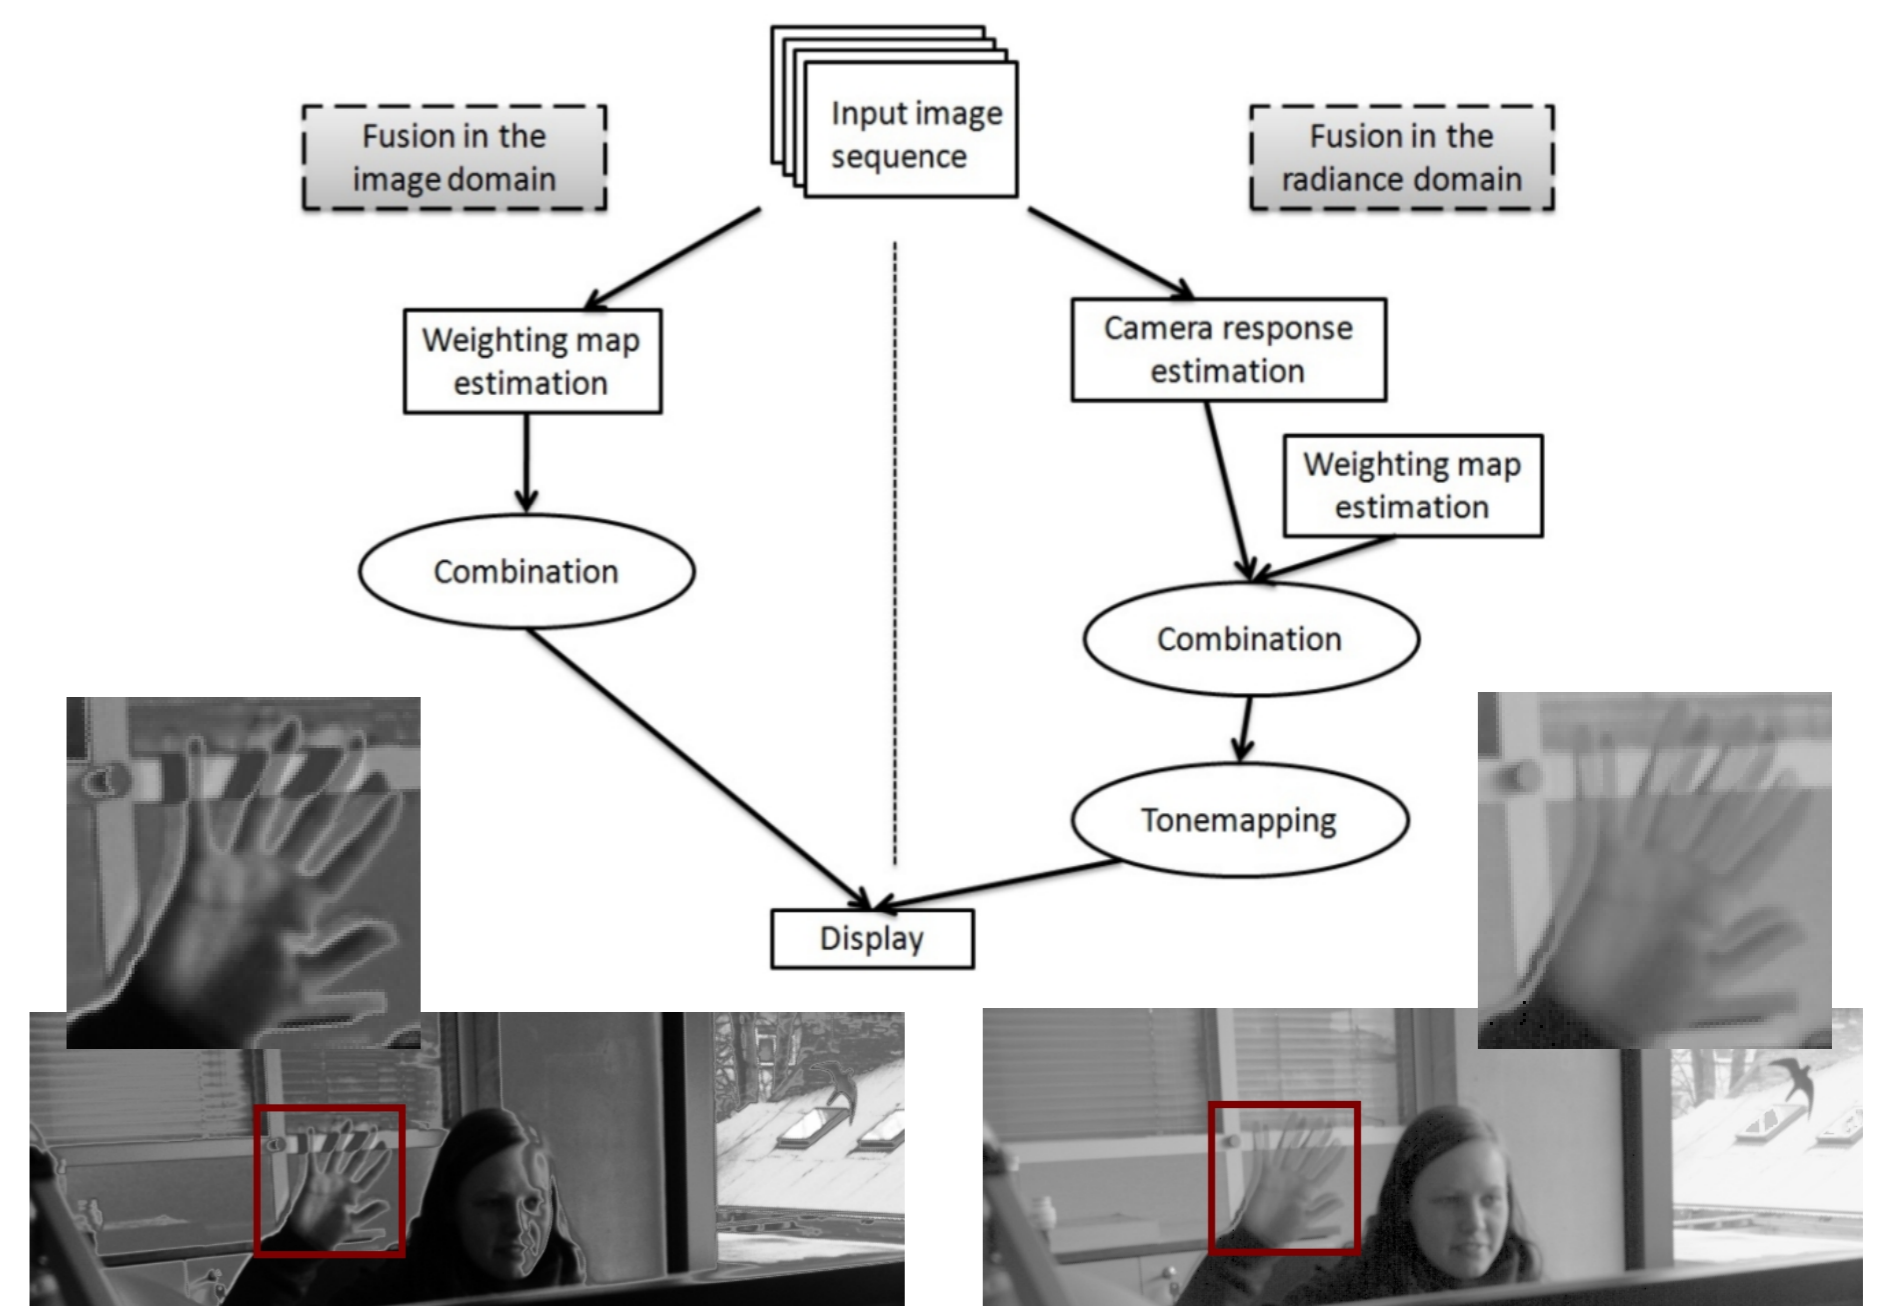 Input image
sequence
Fusion in the
image domain
Fusion in the
radiance domain
Weighting map
estimation
Camera response
estimation
Weighting map
estimation
Combination
Combination
Tonemapping
Display